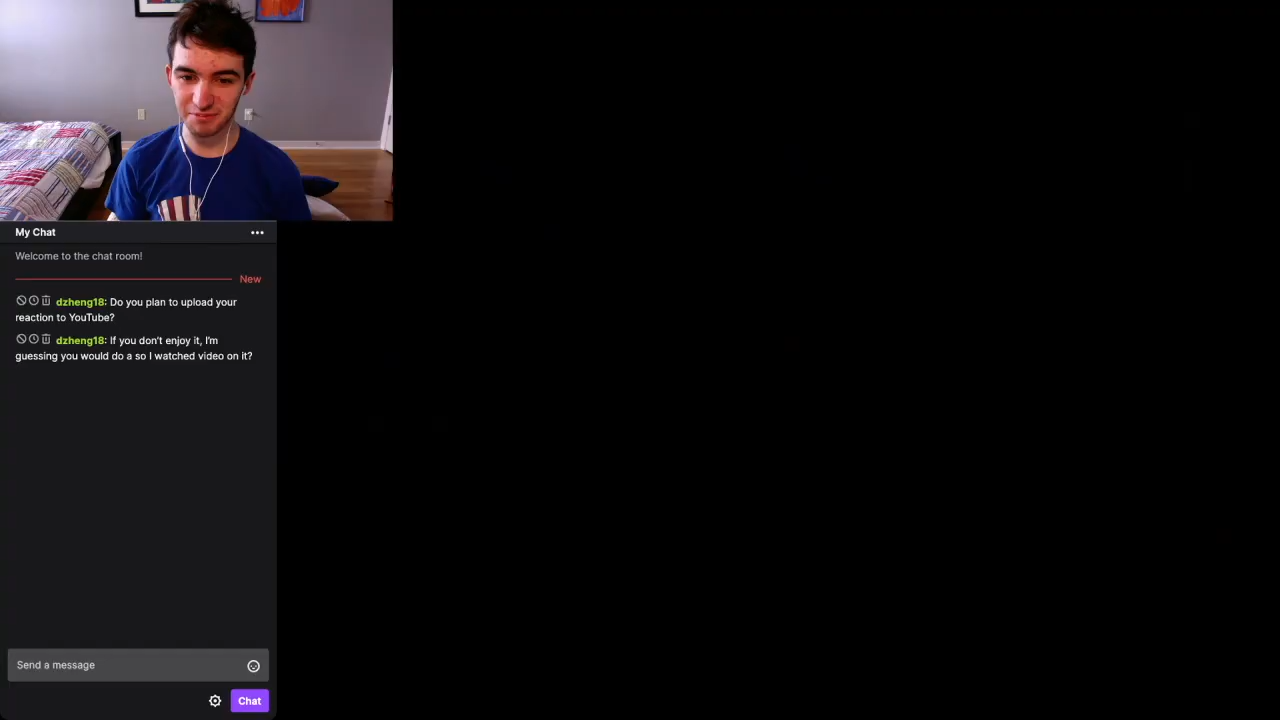 My Chat
Welcome to the chat room!
New
dzheng18: Do you plan to upload your
reaction to YouTube?
dzheng18: If you don't enjoy it, I'm
guessing you would do a so I watched video on it?
Send a message
Chat